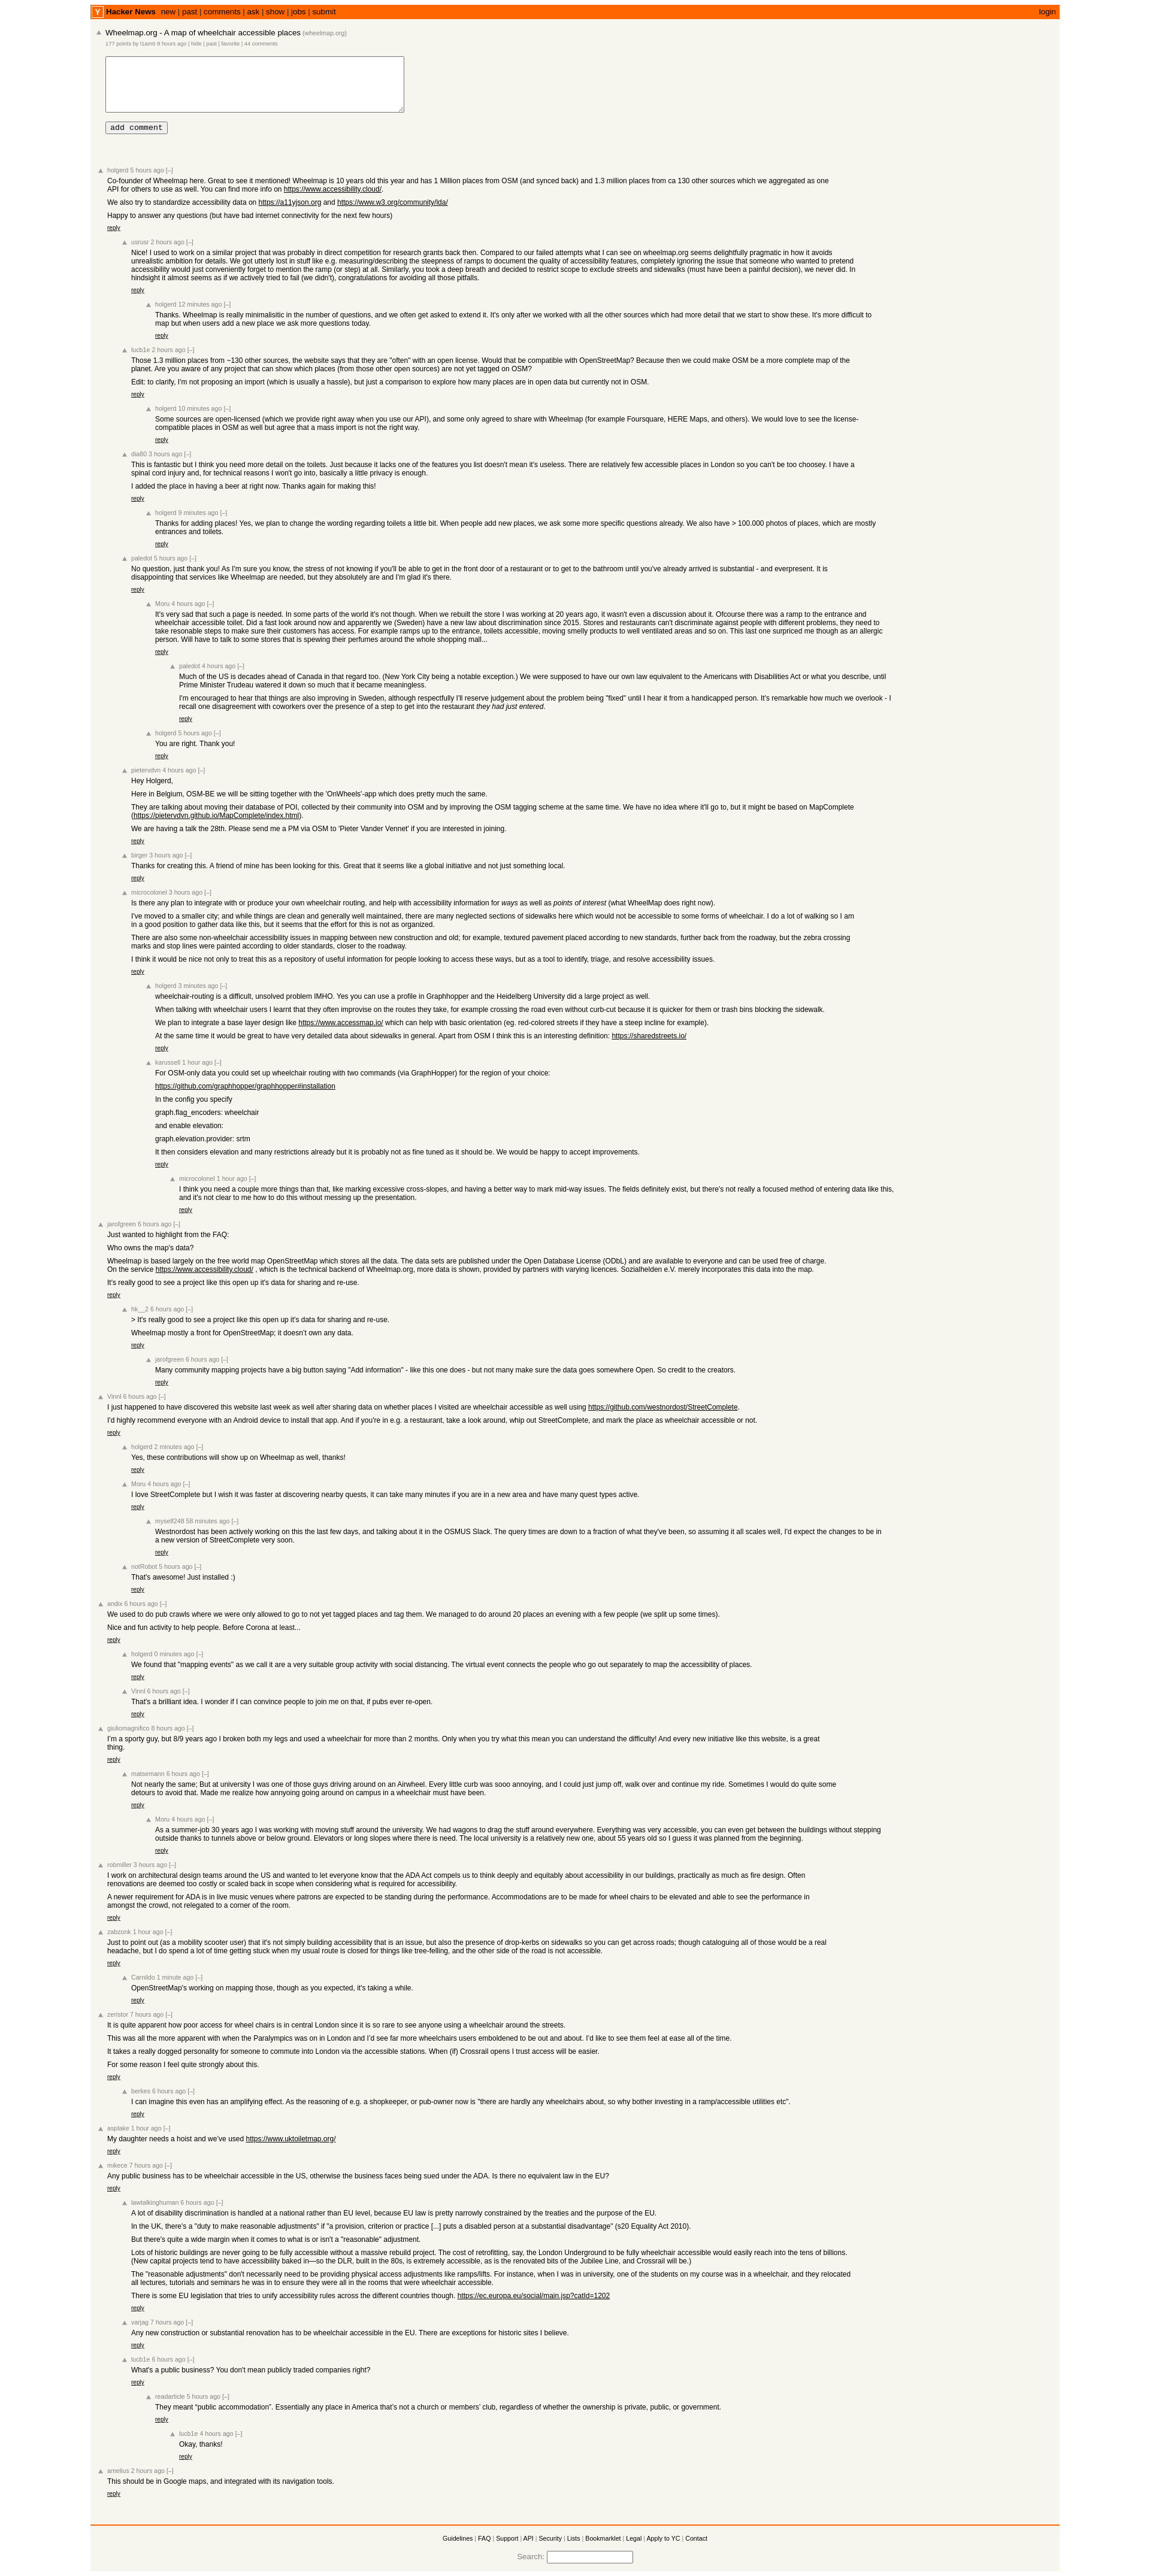 Y Hacker News new | past | comments | ask | show | jobs | submit login
Wheelmap.org - A map of wheelchair accessible places (wheelmap.org)
177 points by 8 hours ago | hide | past | favorite | 44 comments
add comment
holgerd 5 hours ago [–]
Co-founder of Wheelmap here. Great to see it mentioned! Wheelmap is 10 years old this year and has 1 Million places from OSM (and synced back) and 1.3 million places from ca 130 other sources which we aggregated as one
API for others to use as well. You can find more info on https://www.accessibility.cloud/.
We also try to standardize accessibility data on https://a11yjson.org and https://www.w3.org/community/lda/
Happy to answer any questions (but have bad internet connectivity for the next few hours)
reply
usrusr 2 hours ago [–]
Nice! I used to work on a similar project that was probably in direct competition for research grants back then. Compared to our failed attempts what I can see on wheelmap.org seems delightfully pragmatic in how it avoids
unrealistic ambition for details. We got utterly lost in stuff like e.g. measuring/describing the steepness of ramps to document the quality of accessibility features, completely ignoring the issue that someone who wanted to pretend
accessibility would just conveniently forget to mention the ramp (or step) at all. Similarly, you took a deep breath and decided to restrict scope to exclude streets and sidewalks (must have been a painful decision), we never did. In
hindsight it almost seems as if we actively tried to fail (we didn't), congratulations for avoiding all those pitfalls.
reply
holgerd 12 minutes ago [–]
Thanks. Wheelmap is really minimalisitic in the number of questions, and we often get asked to extend it. It's only after we worked with all the other sources which had more detail that we start to show these. It's more difficult to
map but when users add a new place we ask more questions today.
reply
lucb1e 2 hours ago [–]
Those 1.3 million places from ~130 other sources, the website says that they are "often" with an open license. Would that be compatible with OpenStreetMap? Because then we could make OSM be a more complete map of the
planet. Are you aware of any project that can show which places (from those other open sources) are not yet tagged on OSM?
Edit: to clarify, I'm not proposing an import (which is usually a hassle), but just a comparison to explore how many places are in open data but currently not in OSM.
reply
holgerd 10 minutes ago [–]
Some sources are open-licensed (which we provide right away when you use our API), and some only agreed to share with Wheelmap (for example Foursquare, HERE Maps, and others). We would love to see the license-
compatible places in OSM as well but agree that a mass import is not the right way.
reply
dia80 3 hours ago [–]
This is fantastic but I think you need more detail on the toilets. Just because it lacks one of the features you list doesn't mean it's useless. There are relatively few accessible places in London so you can't be too choosey. I have a
spinal cord injury and, for technical reasons I won't go into, basically a little privacy is enough.
I added the place in having a beer at right now. Thanks again for making this!
reply
holgerd 9 minutes ago [–]
Thanks for adding places! Yes, we plan to change the wording regarding toilets a little bit. When people add new places, we ask some more specific questions already. We also have > 100.000 photos of places, which are mostly
entrances and toilets.
reply
paledot 5 hours ago [–]
No question, just thank you! As I'm sure you know, the stress of not knowing if you'll be able to get in the front door of a restaurant or to get to the bathroom until you've already arrived is substantial - and everpresent. It is
disappointing that services like Wheelmap are needed, but they absolutely are and I'm glad it's there.
reply
Moru 4 hours ago [–]
It's very sad that such a page is needed. In some parts of the world it's not though. When we rebuilt the store I was working at 20 years ago, it wasn't even a discussion about it. Ofcourse there was a ramp to the entrance and
wheelchair accessible toilet. Did a fast look around now and apparently we (Sweden) have a new law about discrimination since 2015. Stores and restaurants can't discriminate against people with different problems, they need to
take resonable steps to make sure their customers has access. For example ramps up to the entrance, toilets accessible, moving smelly products to well ventilated areas and so on. This last one surpriced me though as an allergic
person. Will have to talk to some stores that is spewing their perfumes around the whole shopping mall...
reply
paledot 4 hours ago [–]
Much of the US is decades ahead of Canada in that regard too. (New York City being a notable exception.) We were supposed to have our own law equivalent to the Americans with Disabilities Act or what you describe, until
Prime Minister Trudeau watered it down so much that it became meaningless.
I'm encouraged to hear that things are also improving in Sweden, although respectfully I'll reserve judgement about the problem being "fixed" until I hear it from a handicapped person. It's remarkable how much we overlook - I
recall one disagreement with coworkers over the presence of a step to get into the restaurant they had just entered.
reply
holgerd 5 hours ago [–]
You are right. Thank you!
reply
pietervdvn 4 hours ago [–]
Hey Holgerd,
Here in Belgium, OSM-BE we will be sitting together with the 'OnWheels'-app which does pretty much the same.
They are talking about moving their database of POI, collected by their community into OSM and by improving the OSM tagging scheme at the same time. We have no idea where it'll go to, but it might be based on MapComplete
(https://pietervdvn.github.io/MapComplete/index.html).
We are having a talk the 28th. Please send me a PM via OSM to 'Pieter Vander Vennet' if you are interested in joining.
reply
birger 3 hours ago [–]
Thanks for creating this. A friend of mine has been looking for this. Great that it seems like a global initiative and not just something local.
reply
microcolonel 3 hours ago [–]
Is there any plan to integrate with or produce your own wheelchair routing, and help with accessibility information for ways as well as points of interest (what WheelMap does right now).
I've moved to a smaller city; and while things are clean and generally well maintained, there are many neglected sections of sidewalks here which would not be accessible to some forms of wheelchair. I do a lot of walking so I am
in a good position to gather data like this, but it seems that the effort for this is not as organized.
There are also some non-wheelchair accessibility issues in mapping between new construction and old; for example, textured pavement placed according to new standards, further back from the roadway, but the zebra crossing
marks and stop lines were painted according to older standards, closer to the roadway.
I think it would be nice not only to treat this as a repository of useful information for people looking to access these ways, but as a tool to identify, triage, and resolve accessibility issues.
reply
holgerd 3 minutes ago [–]
wheelchair-routing is a difficult, unsolved problem IMHO. Yes you can use a profile in Graphhopper and the Heidelberg University did a large project as well.
When talking with wheelchair users I learnt that they often improvise on the routes they take, for example crossing the road even without curb-cut because it is quicker for them or trash bins blocking the sidewalk.
We plan to integrate a base layer design like https://www.accessmap.io/ which can help with basic orientation (eg. red-colored streets if they have a steep incline for example).
At the same time it would be great to have very detailed data about sidewalks in general. Apart from OSM I think this is an interesting definition: https://sharedstreets.io/
reply
karussell 1 hour ago [–]
For OSM-only data you could set up wheelchair routing with two commands (via GraphHopper) for the region of your choice:
https://github.com/graphhopper/graphhopper#installation
In the config you specify
graph.flag_encoders: wheelchair
and enable elevation:
graph.elevation.provider: srtm
It then considers elevation and many restrictions already but it is probably not as fine tuned as it should be. We would be happy to accept improvements.
reply
microcolonel 1 hour ago [–]
I think you need a couple more things than that, like marking excessive cross-slopes, and having a better way to mark mid-way issues. The fields definitely exist, but there's not really a focused method of entering data like this,
and it's not clear to me how to do this without messing up the presentation.
reply
jarofgreen 6 hours ago [–]
Just wanted to highlight from the FAQ:
Who owns the map's data?
Wheelmap is based largely on the free world map OpenStreetMap which stores all the data. The data sets are published under the Open Database License (ODbL) and are available to everyone and can be used free of charge.
On the service https://www.accessibility.cloud/ , which is the technical backend of Wheelmap.org, more data is shown, provided by partners with varying licences. Sozialhelden e.V. merely incorporates this data into the map.
It's really good to see a project like this open up it's data for sharing and re-use.
reply
hk__2 6 hours ago [–]
> It's really good to see a project like this open up it's data for sharing and re-use.
Wheelmap mostly a front for OpenStreetMap; it doesn't own any data.
reply
jarofgreen 6 hours ago [–]
Many community mapping projects have a big button saying "Add information" - like this one does - but not many make sure the data goes somewhere Open. So credit to the creators.
reply
Vinnl 6 hours ago [–]
I just happened to have discovered this website last week as well after sharing data on whether places I visited are wheelchair accessible as well using https://github.com/westnordost/StreetComplete.
I'd highly recommend everyone with an Android device to install that app. And if you're in e.g. a restaurant, take a look around, whip out StreetComplete, and mark the place as wheelchair accessible or not.
reply
holgerd 2 minutes ago [–]
Yes, these contributions will show up on Wheelmap as well, thanks!
reply
Moru 4 hours ago [–]
I love StreetComplete but I wish it was faster at discovering nearby quests, it can take many minutes if you are in a new area and have many quest types active.
reply
myself248 58 minutes ago [–]
Westnordost has been actively working on this the last few days, and talking about it in the OSMUS Slack. The query times are down to a fraction of what they've been, so assuming it all scales well, I'd expect the changes to be in
a new version of StreetComplete very soon.
reply
notRobot 5 hours ago [–]
That's awesome! Just installed :)
reply
andix 6 hours ago [–]
We used to do pub crawls where we were only allowed to go to not yet tagged places and tag them. We managed to do around 20 places an evening with a few people (we split up some times).
Nice and fun activity to help people. Before Corona at least...
reply
holgerd 0 minutes ago [–]
We found that "mapping events" as we call it are a very suitable group activity with social distancing. The virtual event connects the people who go out separately to map the accessibility of places.
reply
Vinnl 6 hours ago [–]
That's a brilliant idea. I wonder if I can convince people to join me on that, if pubs ever re-open.
reply
giuliomagnifico 8 hours ago [–]
I'm a sporty guy, but 8/9 years ago I broken both my legs and used a wheelchair for more than 2 months. Only when you try what this mean you can understand the difficulty! And every new initiative like this website, is a great
thing.
reply
matsemann 6 hours ago [–]
Not nearly the same; But at university I was one of those guys driving around on an Airwheel. Every little curb was sooo annoying, and I could just jump off, walk over and continue my ride. Sometimes I would do quite some
detours to avoid that. Made me realize how annyoing going around on campus in a wheelchair must have been.
reply
Moru 4 hours ago [–]
As a summer-job 30 years ago I was working with moving stuff around the university. We had wagons to drag the stuff around everywhere. Everything was very accessible, you can even get between the buildings without stepping
outside thanks to tunnels above or below ground. Elevators or long slopes where there is need. The local university is a relatively new one, about 55 years old so I guess it was planned from the beginning.
reply
robmiller 3 hours ago [–]
I work on architectural design teams around the US and wanted to let everyone know that the ADA Act compels us to think deeply and equitably about accessibility in our buildings, practically as much as fire design. Often
renovations are deemed too costly or scaled back in scope when considering what is required for accessibility.
A newer requirement for ADA is in live music venues where patrons are expected to be standing during the performance. Accommodations are to be made for wheel chairs to be elevated and able to see the performance in
amongst the crowd, not relegated to a corner of the room.
reply
zabzonk 1 hour ago [–]
Just to point out (as a mobility scooter user) that it's not simply building accessibility that is an issue, but also the presence of drop-kerbs on sidewalks so you can get across roads; though cataloguing all of those would be a real
headache, but I do spend a lot of time getting stuck when my usual route is closed for things like tree-felling, and the other side of the road is not accessible.
reply
Carnildo 1 minute ago [–]
OpenStreetMap's working on mapping those, though as you expected, it's taking a while.
reply
zeristor 7 hours ago [–]
It is quite apparent how poor access for wheel chairs is in central London since it is so rare to see anyone using a wheelchair around the streets.
This was all the more apparent with when the Paralympics was on in London and I'd see far more wheelchairs users emboldened to be out and about. I'd like to see them feel at ease all of the time.
It takes a really dogged personality for someone to commute into London via the accessible stations. When (if) Crossrail opens I trust access will be easier.
For some reason I feel quite strongly about this.
reply
berkes 6 hours ago [–]
I can imagine this even has an amplifying effect. As the reasoning of e.g. a shopkeeper, or pub-owner now is "there are hardly any wheelchairs about, so why bother investing in a ramp/accessible utilities etc".
reply
asplake 1 hour ago [–]
My daughter needs a hoist and we've used https://www.uktoiletmap.org/
reply
mikece 7 hours ago [–]
Any public business has to be wheelchair accessible in the US, otherwise the business faces being sued under the ADA. Is there no equivalent law in the EU?
reply
lawtalkinghuman 6 hours ago [–]
A lot of disability discrimination is handled at a national rather than EU level, because EU law is pretty narrowly constrained by the treaties and the purpose of the EU.
In the UK, there's a "duty to make reasonable adjustments" if "a provision, criterion or practice [...] puts a disabled person at a substantial disadvantage" (s20 Equality Act 2010).
But there's quite a wide margin when it comes to what is or isn't a "reasonable" adjustment.
Lots of historic buildings are never going to be fully accessible without a massive rebuild project. The cost of retrofitting, say, the London Underground to be fully wheelchair accessible would easily reach into the tens of billions.
(New capital projects tend to have accessibility baked in—so the DLR, built in the 80s, is extremely accessible, as is the renovated bits of the Jubilee Line, and Crossrail will be.)
The "reasonable adjustments" don't necessarily need to be providing physical access adjustments like ramps/lifts. For instance, when I was in university, one of the students on my course was in a wheelchair, and they relocated
all lectures, tutorials and seminars he was in to ensure they were all in the rooms that were wheelchair accessible.
There is some EU legislation that tries to unify accessibility rules across the different countries though. https://ec.europa.eu/social/main.jsp?catId=1202
reply
varjag 7 hours ago [–]
Any new construction or substantial renovation has to be wheelchair accessible in the EU. There are exceptions for historic sites I believe.
reply
lucb1e 6 hours ago [–]
What's a public business? You don't mean publicly traded companies right?
reply
readarticle 5 hours ago [–]
They meant "public accommodation". Essentially any place in America that's not a church or members' club, regardless of whether the ownership is private, public, or government.
reply
lucb1e 4 hours ago [–]
Okay, thanks!
reply
amelius 2 hours ago [–]
This should be in Google maps, and integrated with its navigation tools.
reply
Guidelines | FAQ | Support | API | Security | Lists | Bookmarklet | Legal | Apply to YC | Contact
Search: